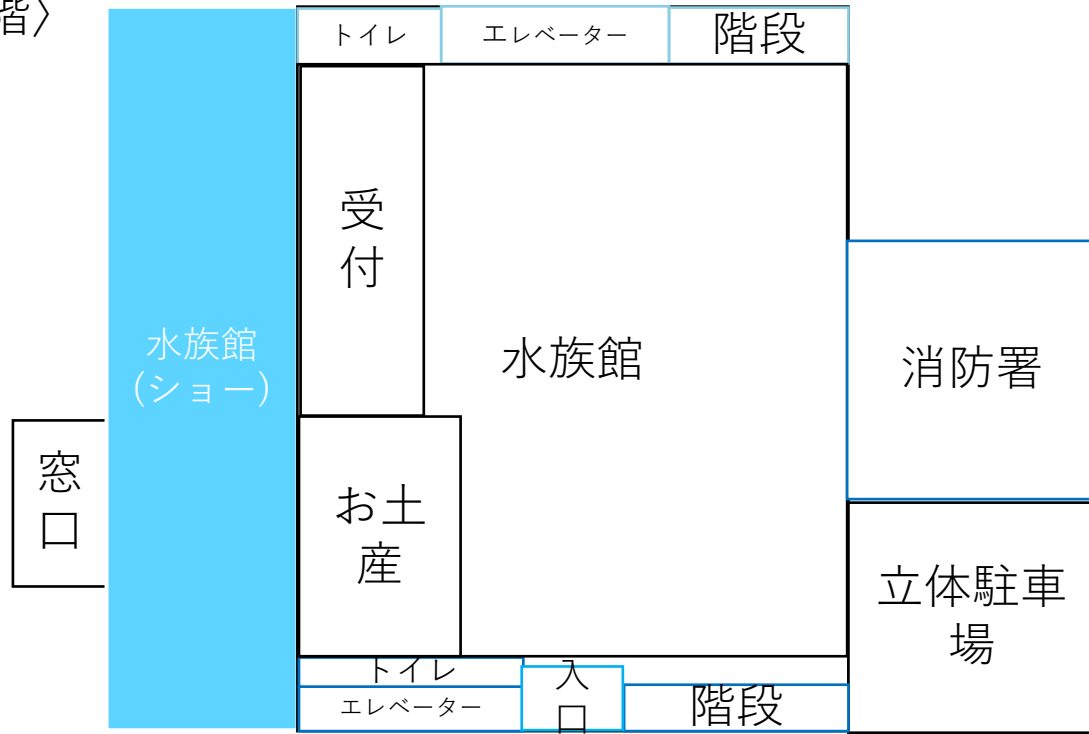 階〉
トイレ
エレベーター
階段
受
付
水族館
(ショー)
水族館
消防署
窓
口
お土
産
立体駐車
場
トイレ
エレベーター
入
口
階段